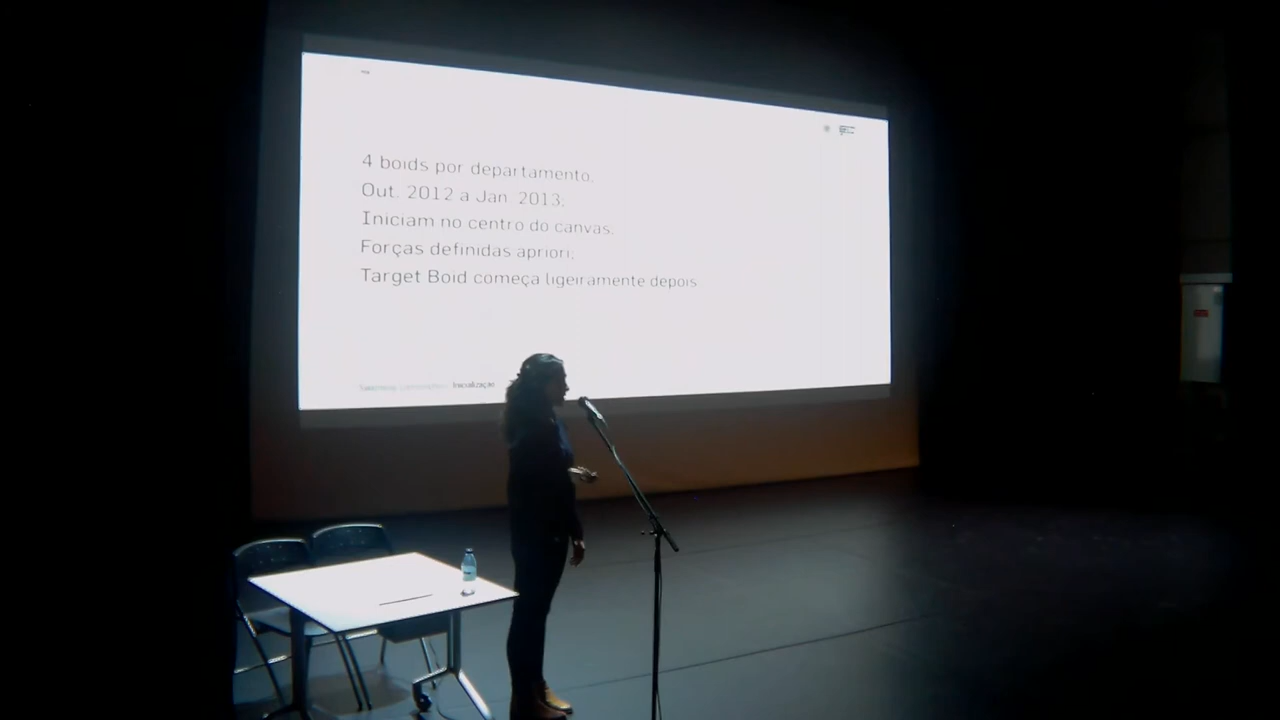 4 boids por departamento;
Out. 2012 a Jan. 2013;
Iniciam no centro do canvas;
Forças definidas apriori;
Target Boid começa ligeiramente depois
Inicialização